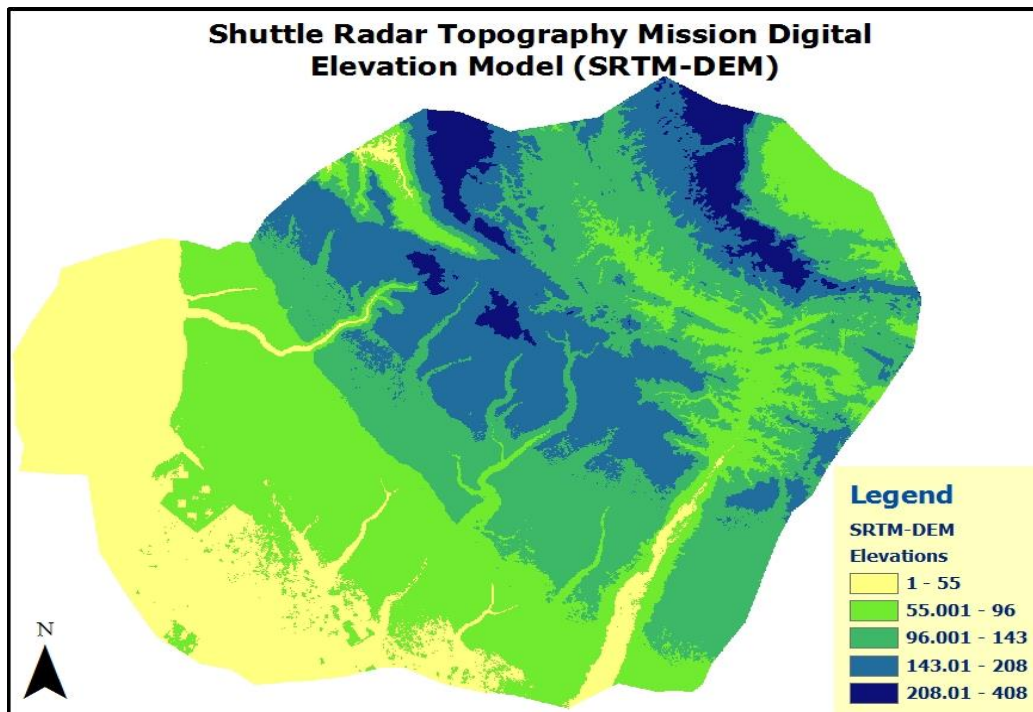 Shuttle Radar Topography Mission Digital
Elevation Model (SRTM-DEM)
Legend
SRTM-DEM
Elevations
1 - 55
55.001 - 96
96.001 - 143
143.01 - 208
208.01 - 408
N